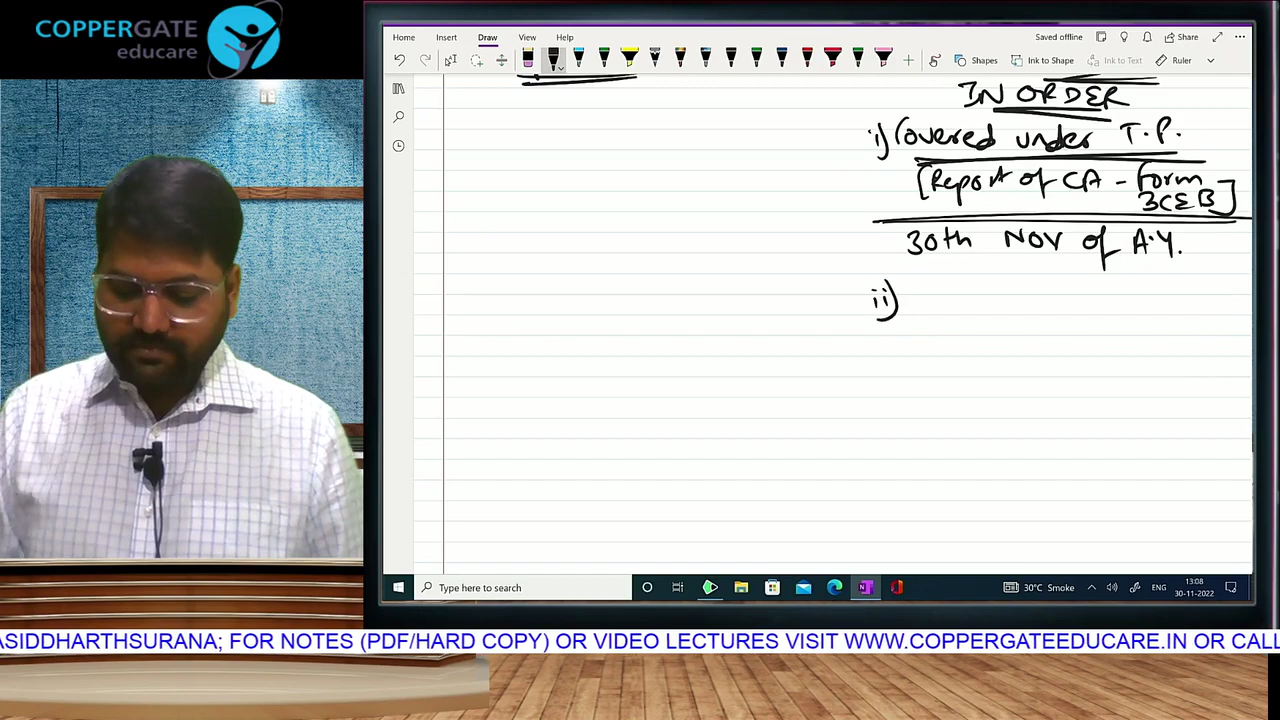 COPPERGATE
educare
Home Insert Draw View Help
Saved offline
Share
Shapes
Ink to Shape
Ink to Text
Ruler
IN ORDER
i) Covered under T.P.
[Report of CA - Form
3CEB]
30th NOV of A.Y.
ii)
Type here to search
30°C Smoke
ENG
13:08
30-11-2022
ASIDDHARTHSURANA; FOR NOTES (PDF/HARD COPY) OR VIDEO LECTURES VISIT WWW.COPPERGATEEDUCARE.IN OR CALL